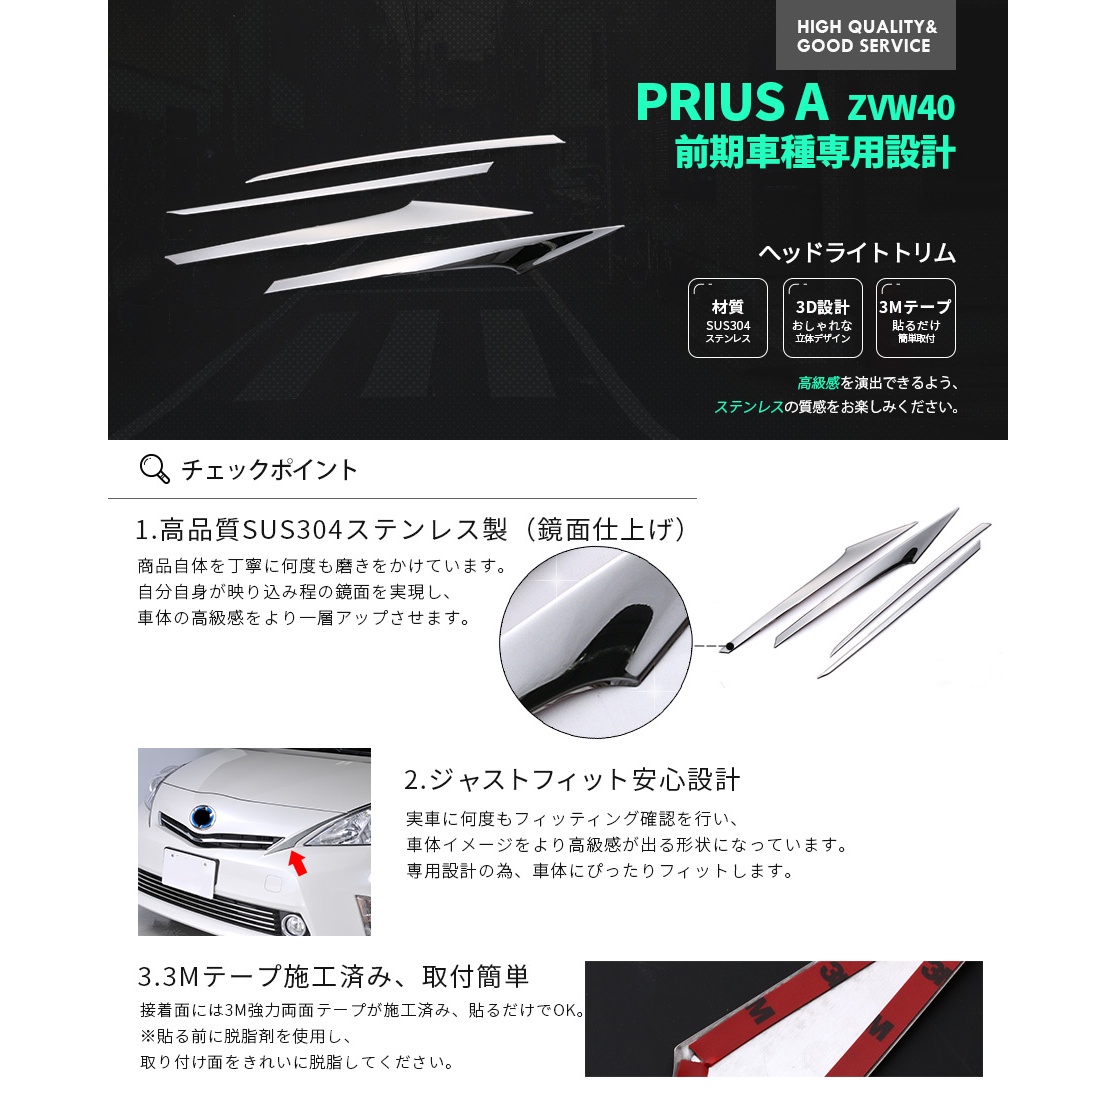 HIGH QUALITY&
GOOD SERVICE
PRIUS A ZVW40
前期車種専用設計
ヘッドライトトリム
材質
SUS304
ステンレス
3D設計
おしゃれな
立体デザイン
3Mテープ
貼るだけ
簡単取付
高級感を演出できるよう、
ステンレスの質感をお楽しみください。
チェックポイント
1.高品質SUS304ステンレス製（鏡面仕上げ）
商品自体を丁寧に何度も磨きをかけています。
自分自身が映り込み程の鏡面を実現し、
車体の高級感をより一層アップさせます。
2.ジャストフィット安心設計
実車に何度もフィッティング確認を行い、
車体イメージをより高級感が出る形状になっています。
専用設計の為、車体にぴったりフィットします。
3.3Mテープ施工済み、取付簡単
接着面には3M強力両面テープが施工済み、貼るだけでOK。
※貼る前に脱脂剤を使用し、
取り付け面をきれいに脱脂してください。
3M
3M
M
M